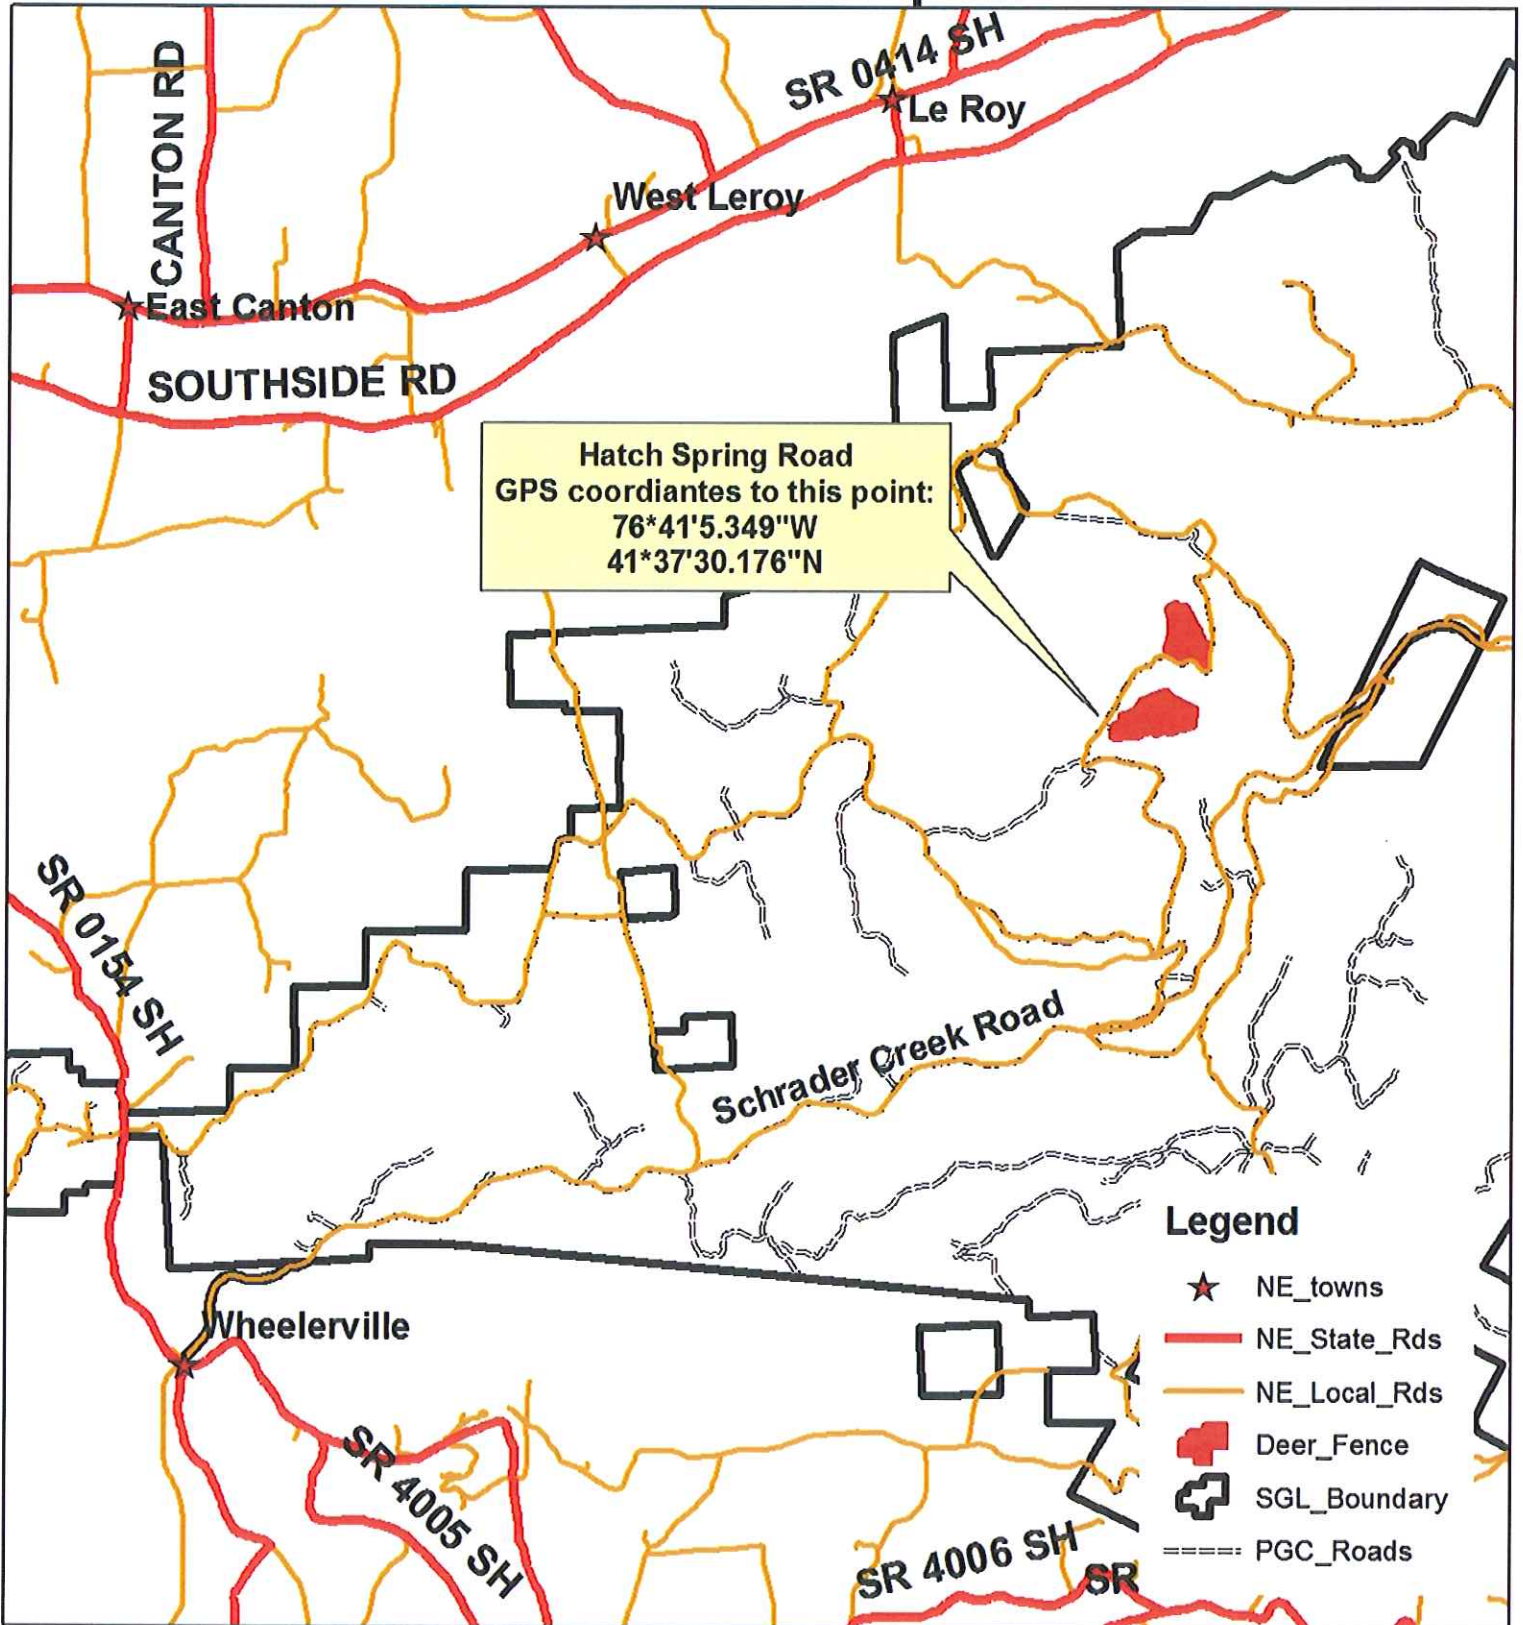 SR 0414 SH
Le Roy
CANTON RD
West Leroy
East Canton
SOUTHSIDE RD
Hatch Spring Road
GPS coordiantes to this point:
76*41'5.349"W
41*37'30.176"N
SR 0154 SH
Schrader Creek Road
Wheelerville
SR 4005 SH
SR 4006 SH
SR
Legend
NE_towns
NE_State_Rds
NE_Local_Rds
Deer_Fence
SGL_Boundary
PGC_Roads